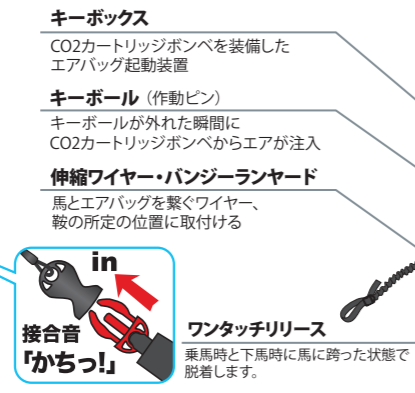 キーボックス
CO2カートリッジボンベを装備した
エアバッグ起動装置
キーボール（作動ピン）
キーボールが外れた瞬間に
CO2カートリッジボンベからエアが注入
伸縮ワイヤー・バンジーランヤード
馬とエアバッグを繋ぐワイヤー、
鞍の所定の位置に取付ける
in
接合音
「かちっ!」
ワンタッチリリース
乗馬時と下馬時に馬に跨った状態で
脱着します。